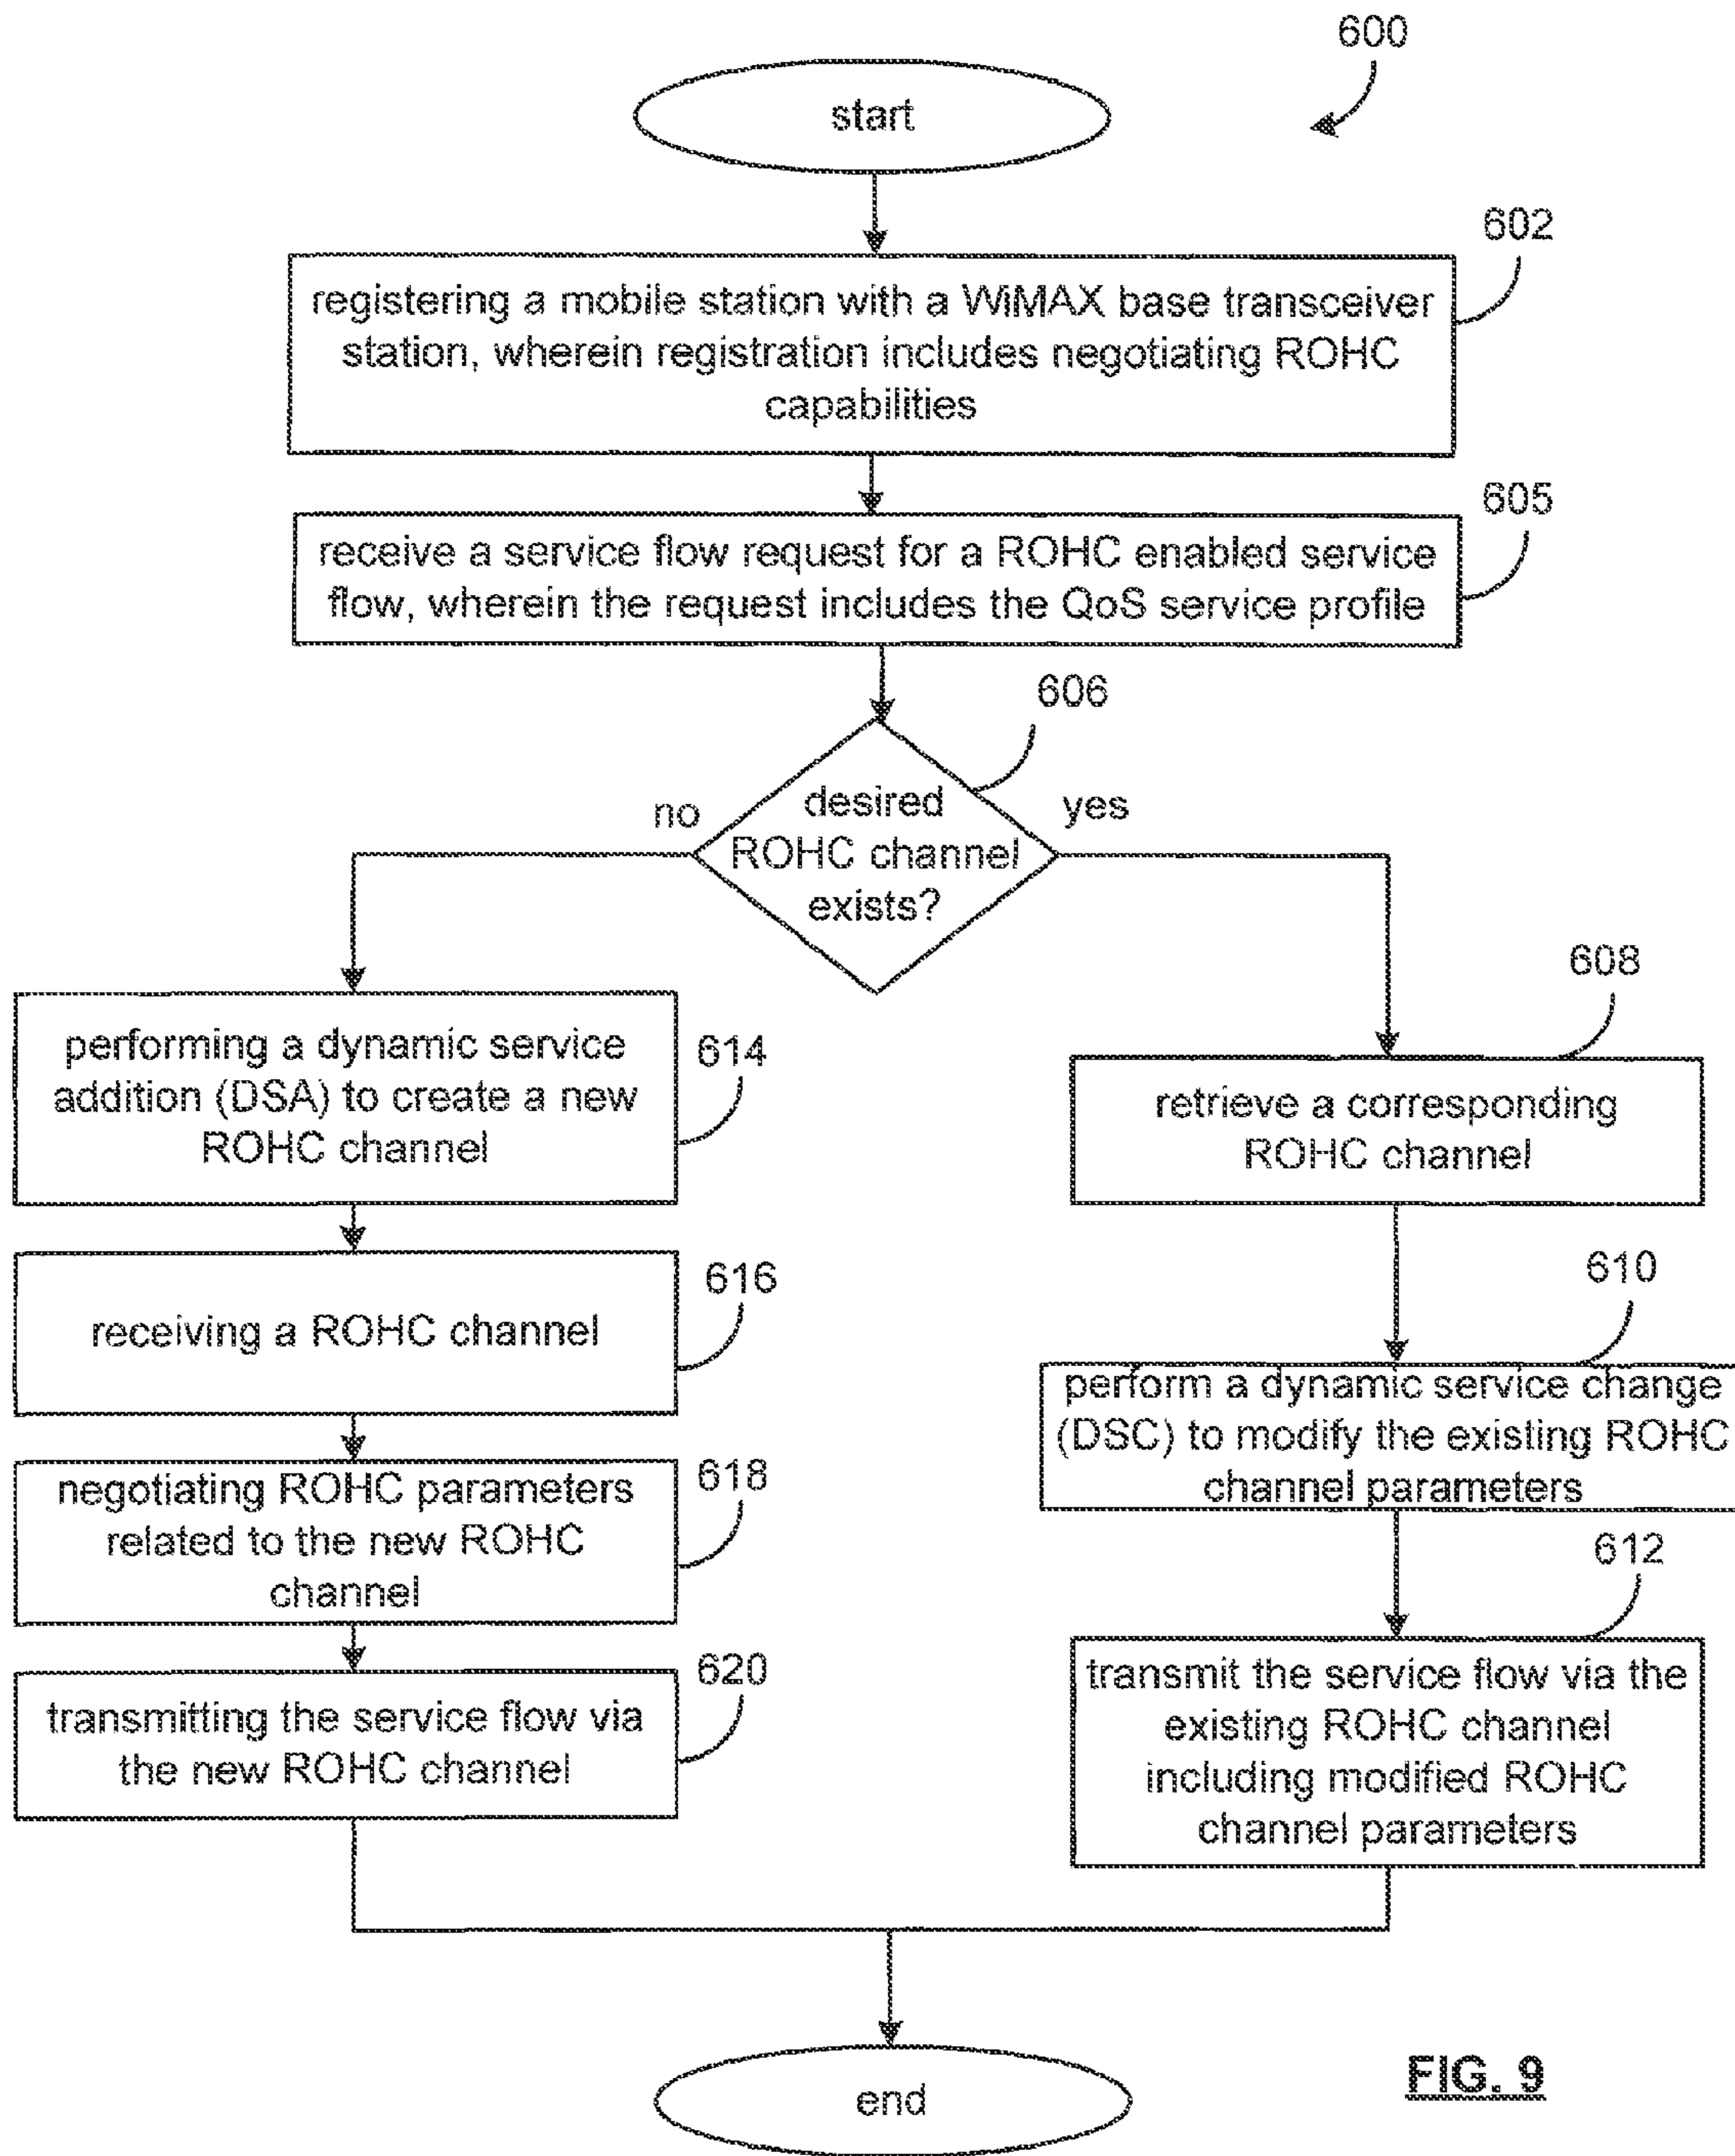 600
start
602
registering a mobile station with a WiMAX base transceiver
station, wherein registration includes negotiating ROHC
capabilities
605
receive a service flow request for a ROHC enabled service
flow, wherein the request includes the QoS service profile
606
no
desired
ROHC channel
exists?
yes
614
performing a dynamic service
addition (DSA) to create a new
ROHC channel
616
receiving a ROHC channel
618
negotiating ROHC parameters
related to the new ROHC
channel
620
transmitting the service flow via
the new ROHC channel
608
retrieve a corresponding
ROHC channel
610
perform a dynamic service change
(DSC) to modify the existing ROHC
channel parameters
612
transmit the service flow via the
existing ROHC channel
including modified ROHC
channel parameters
end
FIG. 9